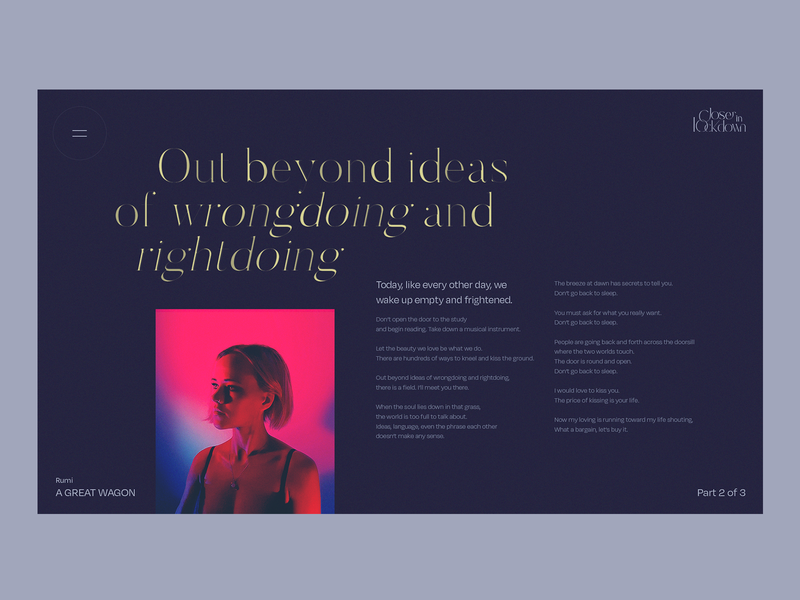 Closer in
lockdown
Out beyond ideas
of wrongdoing and
rightdoing
Today, like every other day, we
wake up empty and frightened.
Don't open the door to the study
and begin reading. Take down a musical instrument.
Let the beauty we love be what we do.
There are hundreds of ways to kneel and kiss the ground.
Out beyond ideas of wrongdoing and rightdoing,
there is a field. I'll meet you there.
When the soul lies down in that grass,
the world is too full to talk about.
Ideas, language, even the phrase each other
doesn't make any sense.
The breeze at dawn has secrets to tell you.
Don't go back to sleep.
You must ask for what you really want.
Don't go back to sleep.
People are going back and forth across the doorsill
where the two worlds touch.
The door is round and open.
Don't go back to sleep.
I would love to kiss you.
The price of kissing is your life.
Now my loving is running toward my life shouting,
What a bargain, let's buy it.
Rumi
A GREAT WAGON
Part 2 of 3